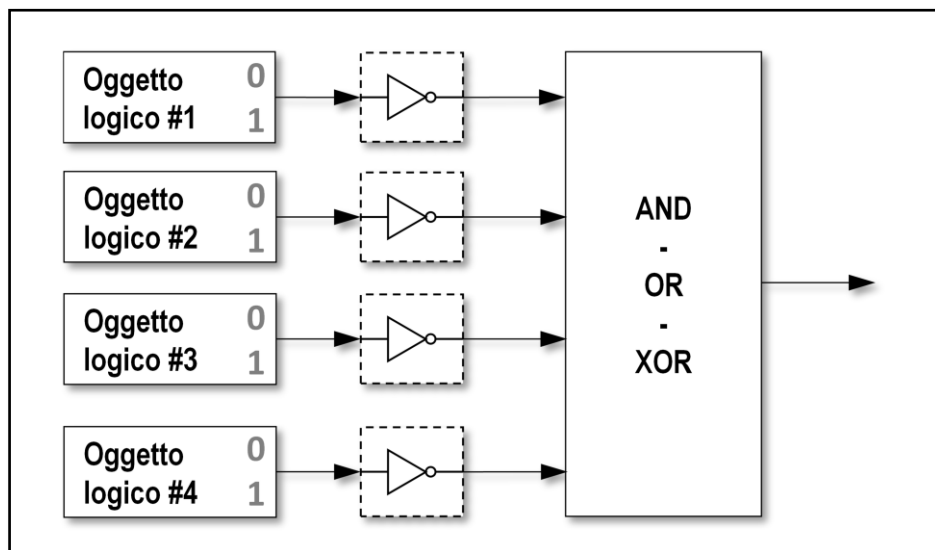 Oggetto 0
logico #1 1
Oggetto 0
logico #2 1
Oggetto 0
logico #3 1
Oggetto 0
logico #4 1
AND
-
OR
-
XOR